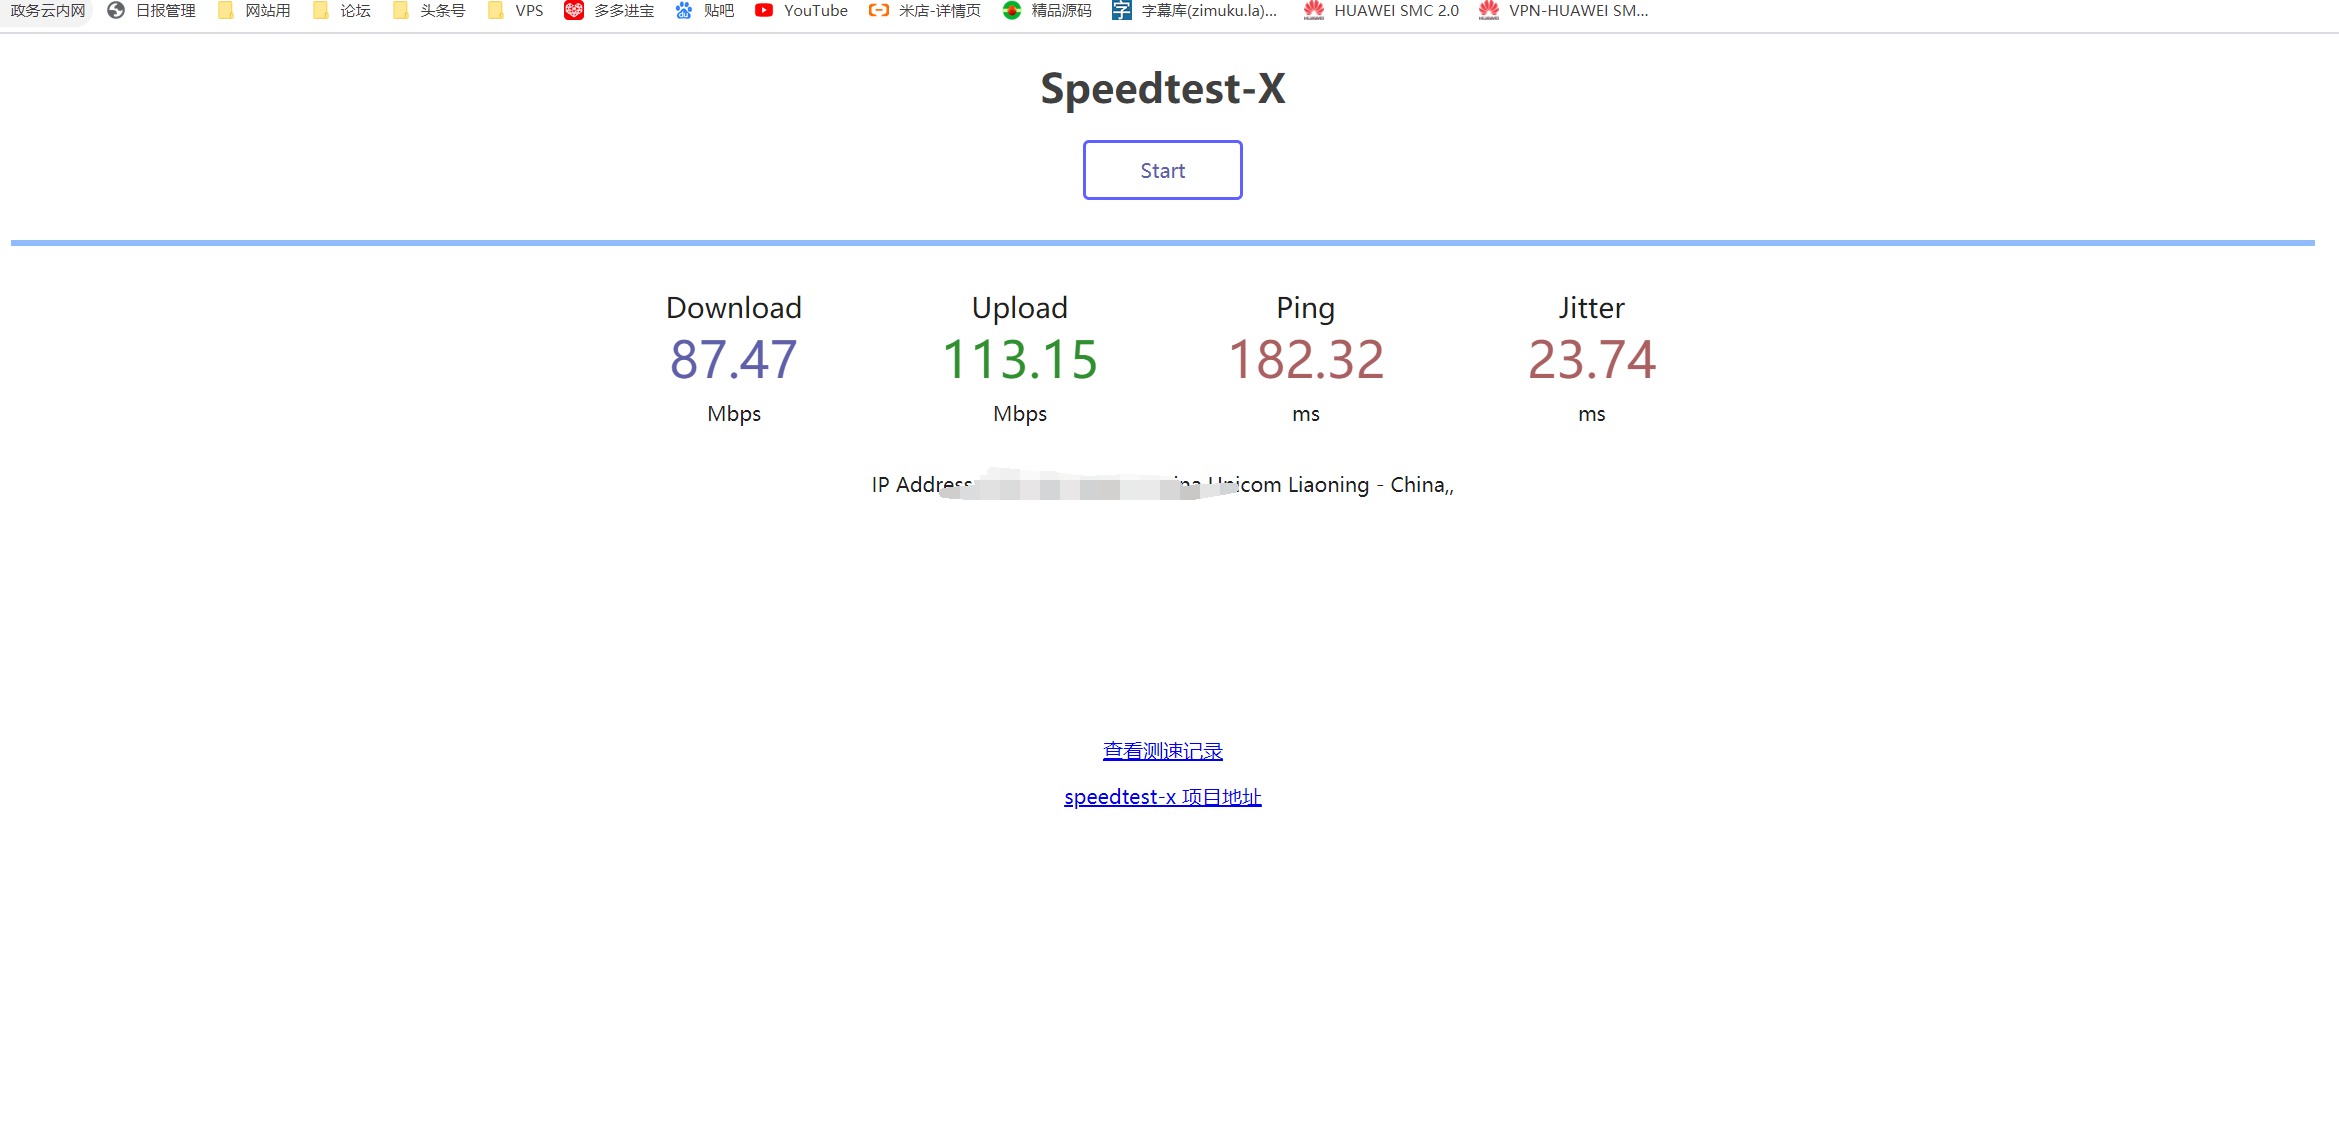 政务云内网 日报管理 网站用 论坛 头条号 VPS 多多进宝 贴吧 YouTube 米店-详情页 精品源码 字 字幕库(zimuku.la)... HUAWEI SMC 2.0 VPN-HUAWEI SM...
Speedtest-X
Start
Download Upload Ping Jitter
87.47 113.15 182.32 23.74
Mbps Mbps ms ms
IP Address Unicom Liaoning - China,,
查看测速记录
speedtest-x 项目地址